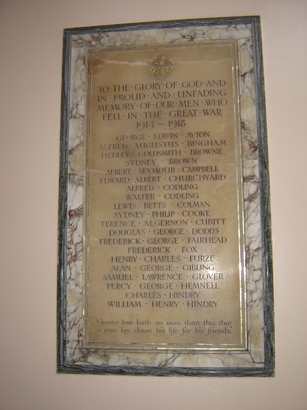 TO · THE · GLORY · OF · GOD · AND
IN · PROUD · AND · UNFADING
MEMORY · OF · OUR · MEN · WHO
FELL · IN · THE · GREAT · WAR
1914 – 1918
GEORGE · EDWIN · AYTON
ALFRED · AUGUSTUS · BINGHAM
HEDLEY · GOLDSMITH · BROWNE
SYDNEY · BROWN
ALBERT · SEYMOUR · CAMPBELL
EDWARD · ALBERT · CHURCHYARD
ALFRED · CODLING
WALTER · CODLING
LEWIS · BETTS · COLMAN
SYDNEY · PHILIP · COOKE
TERENCE · ALGERNON · CUBITT
DOUGLAS · GEORGE · DODDS
FREDERICK · GEORGE · FAIRHEAD
FREDERICK · FOX
HENRY · CHARLES · FURZE
ALAN · GEORGE · GIRLING
SAMUEL · LAWRENCE · GLOVER
PERCY · GEORGE · HEMNELL
CHARLES · HINDRY
WILLIAM · HENRY · HINDRY
Greater love hath no man than this, that
a man lay down his life for his friends.